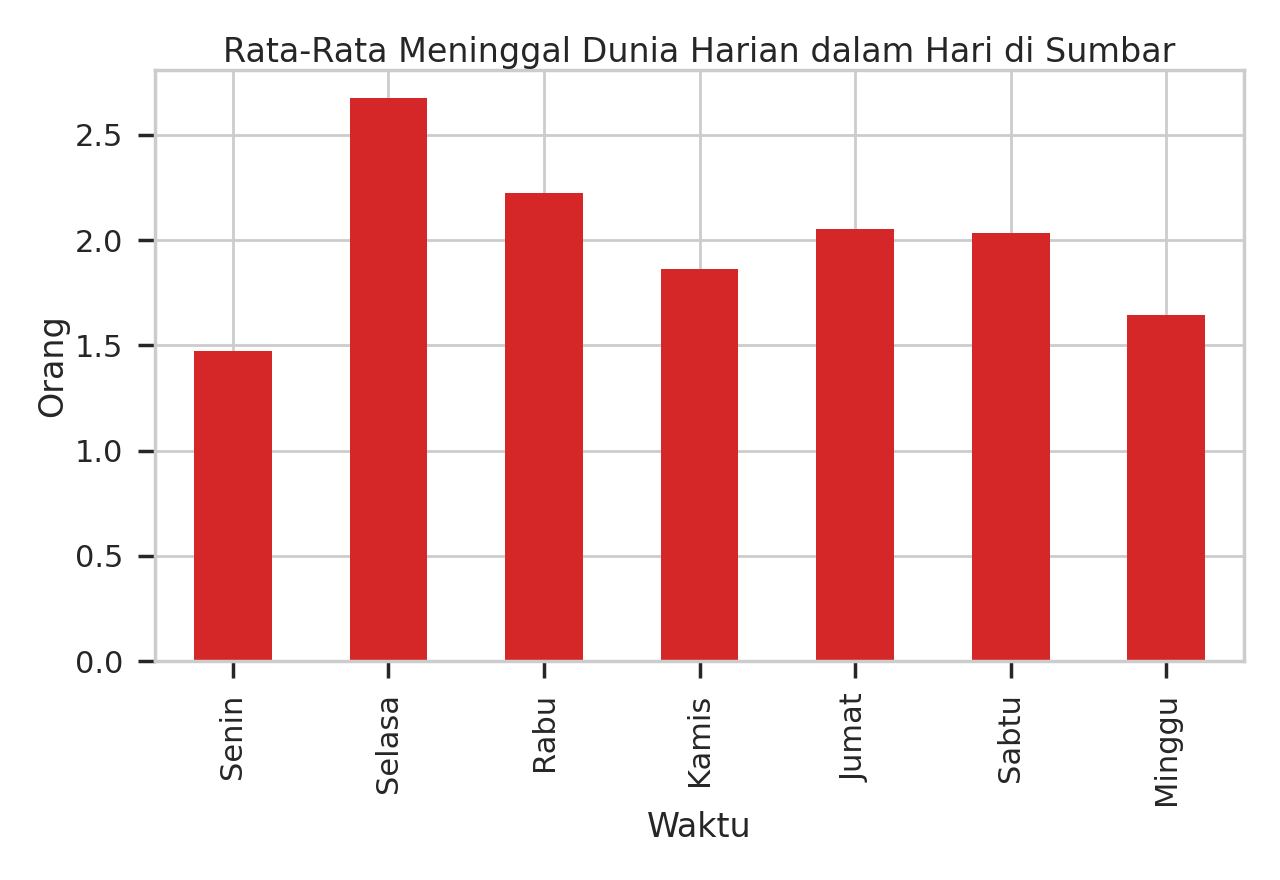 Rata-Rata Meninggal Dunia Harian dalam Hari di Sumbar
Orang
2.5
2.0
1.5
1.0
0.5
0.0
Senin
Selasa
Rabu
Kamis
Jumat
Sabtu
Minggu
Waktu